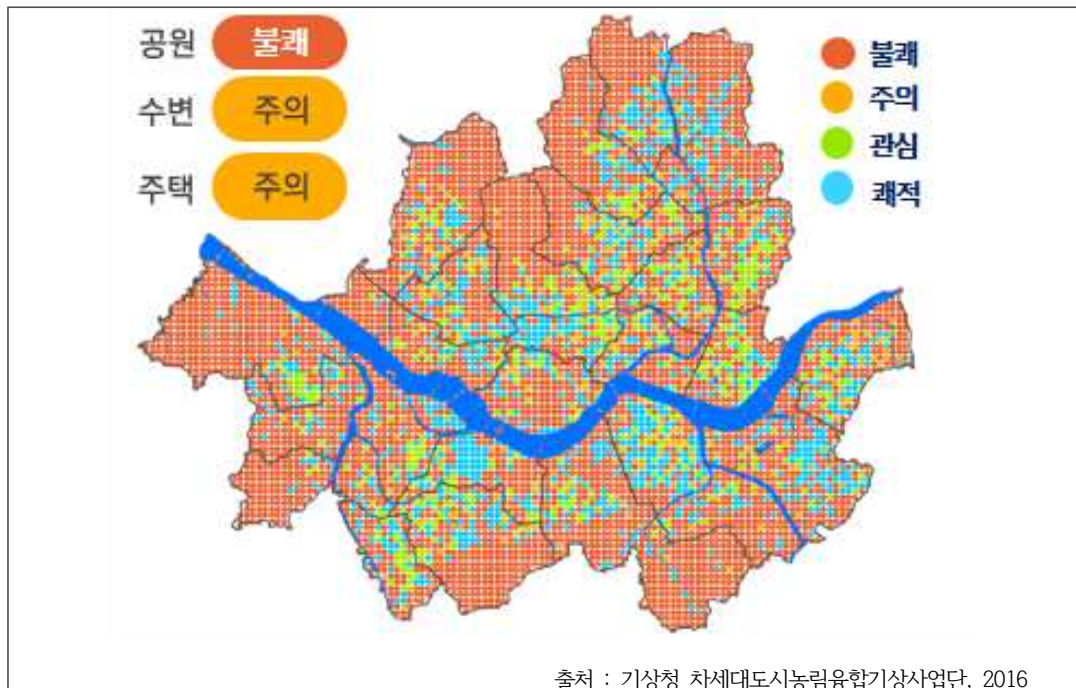 공원 불쾌
수변 주의
주택 주의
불쾌
주의
관심
쾌적
출처 : 기상청 차세대도시농림융합기상사업단, 2016